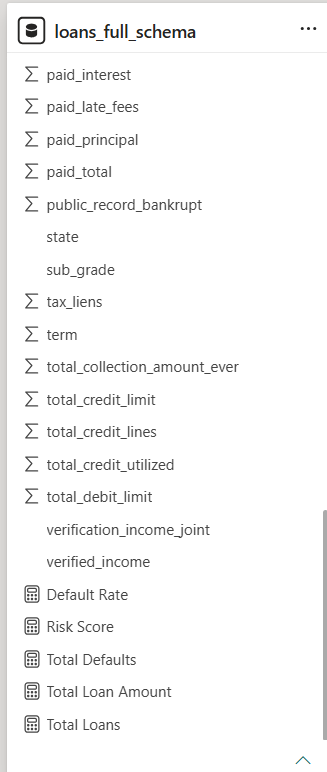 loans_full_schema
paid_interest
paid_late_fees
paid_principal
paid_total
public_record_bankrupt
state
sub_grade
tax_liens
term
total_collection_amount_ever
total_credit_limit
total_credit_lines
total_credit_utilized
total_debit_limit
verification_income_joint
verified_income
Default Rate
Risk Score
Total Defaults
Total Loan Amount
Total Loans